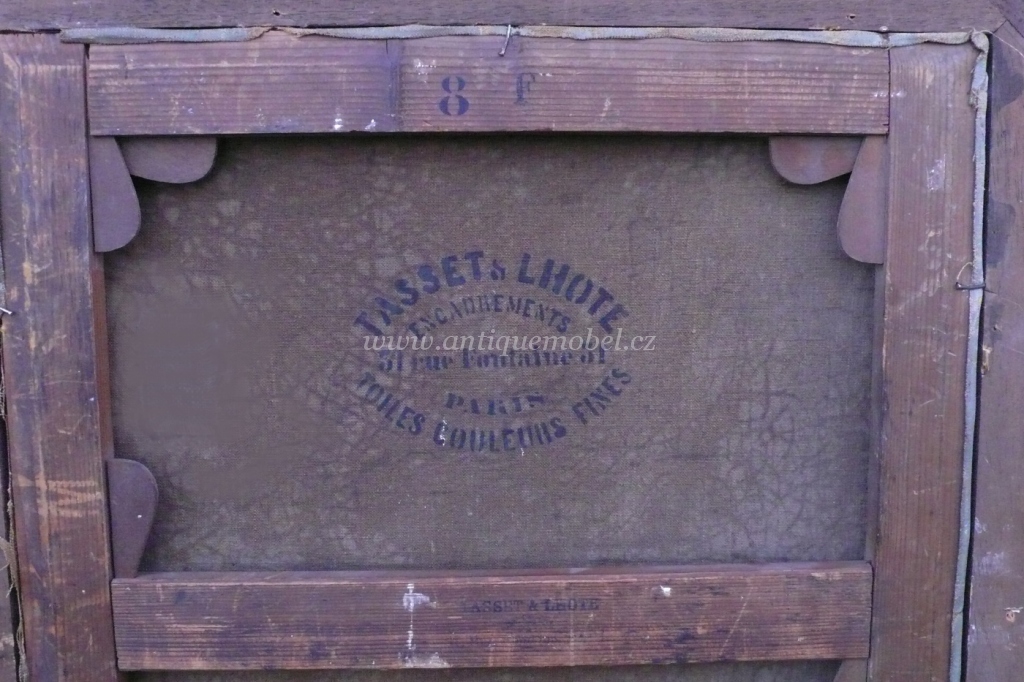 8 F
TASSET & LHOTE
ENCADREMENTS
www.antiquemobel.cz
31 rue Fontaine 31
PARIS
TOILES COULEURS FINES
M
TASSET & LHOTE